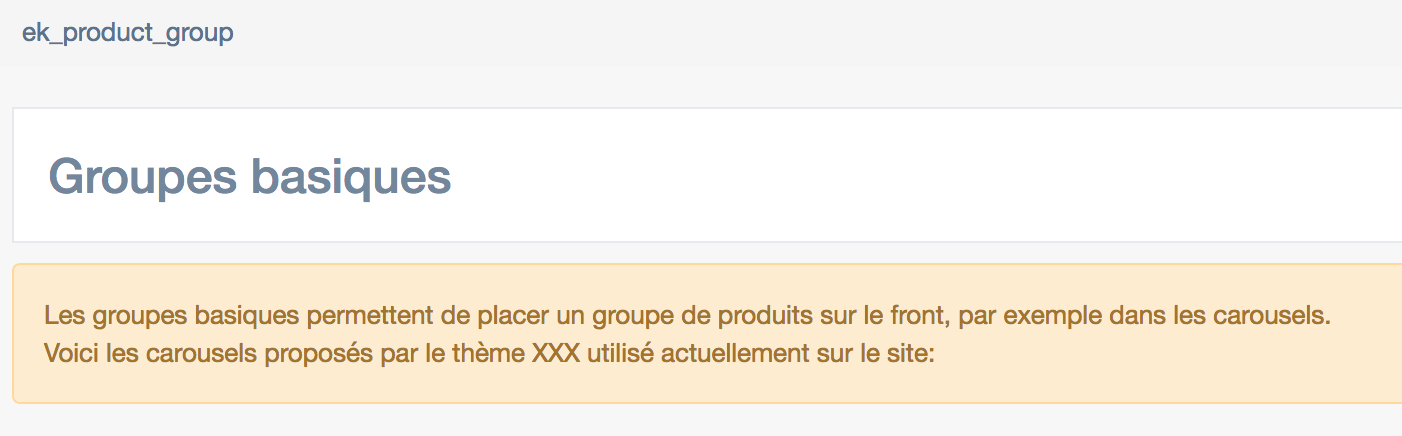 ek_product_group
Groupes basiques
Les groupes basiques permettent de placer un groupe de produits sur le front, par exemple dans les carousels.
Voici les carousels proposés par le thème XXX utilisé actuellement sur le site: